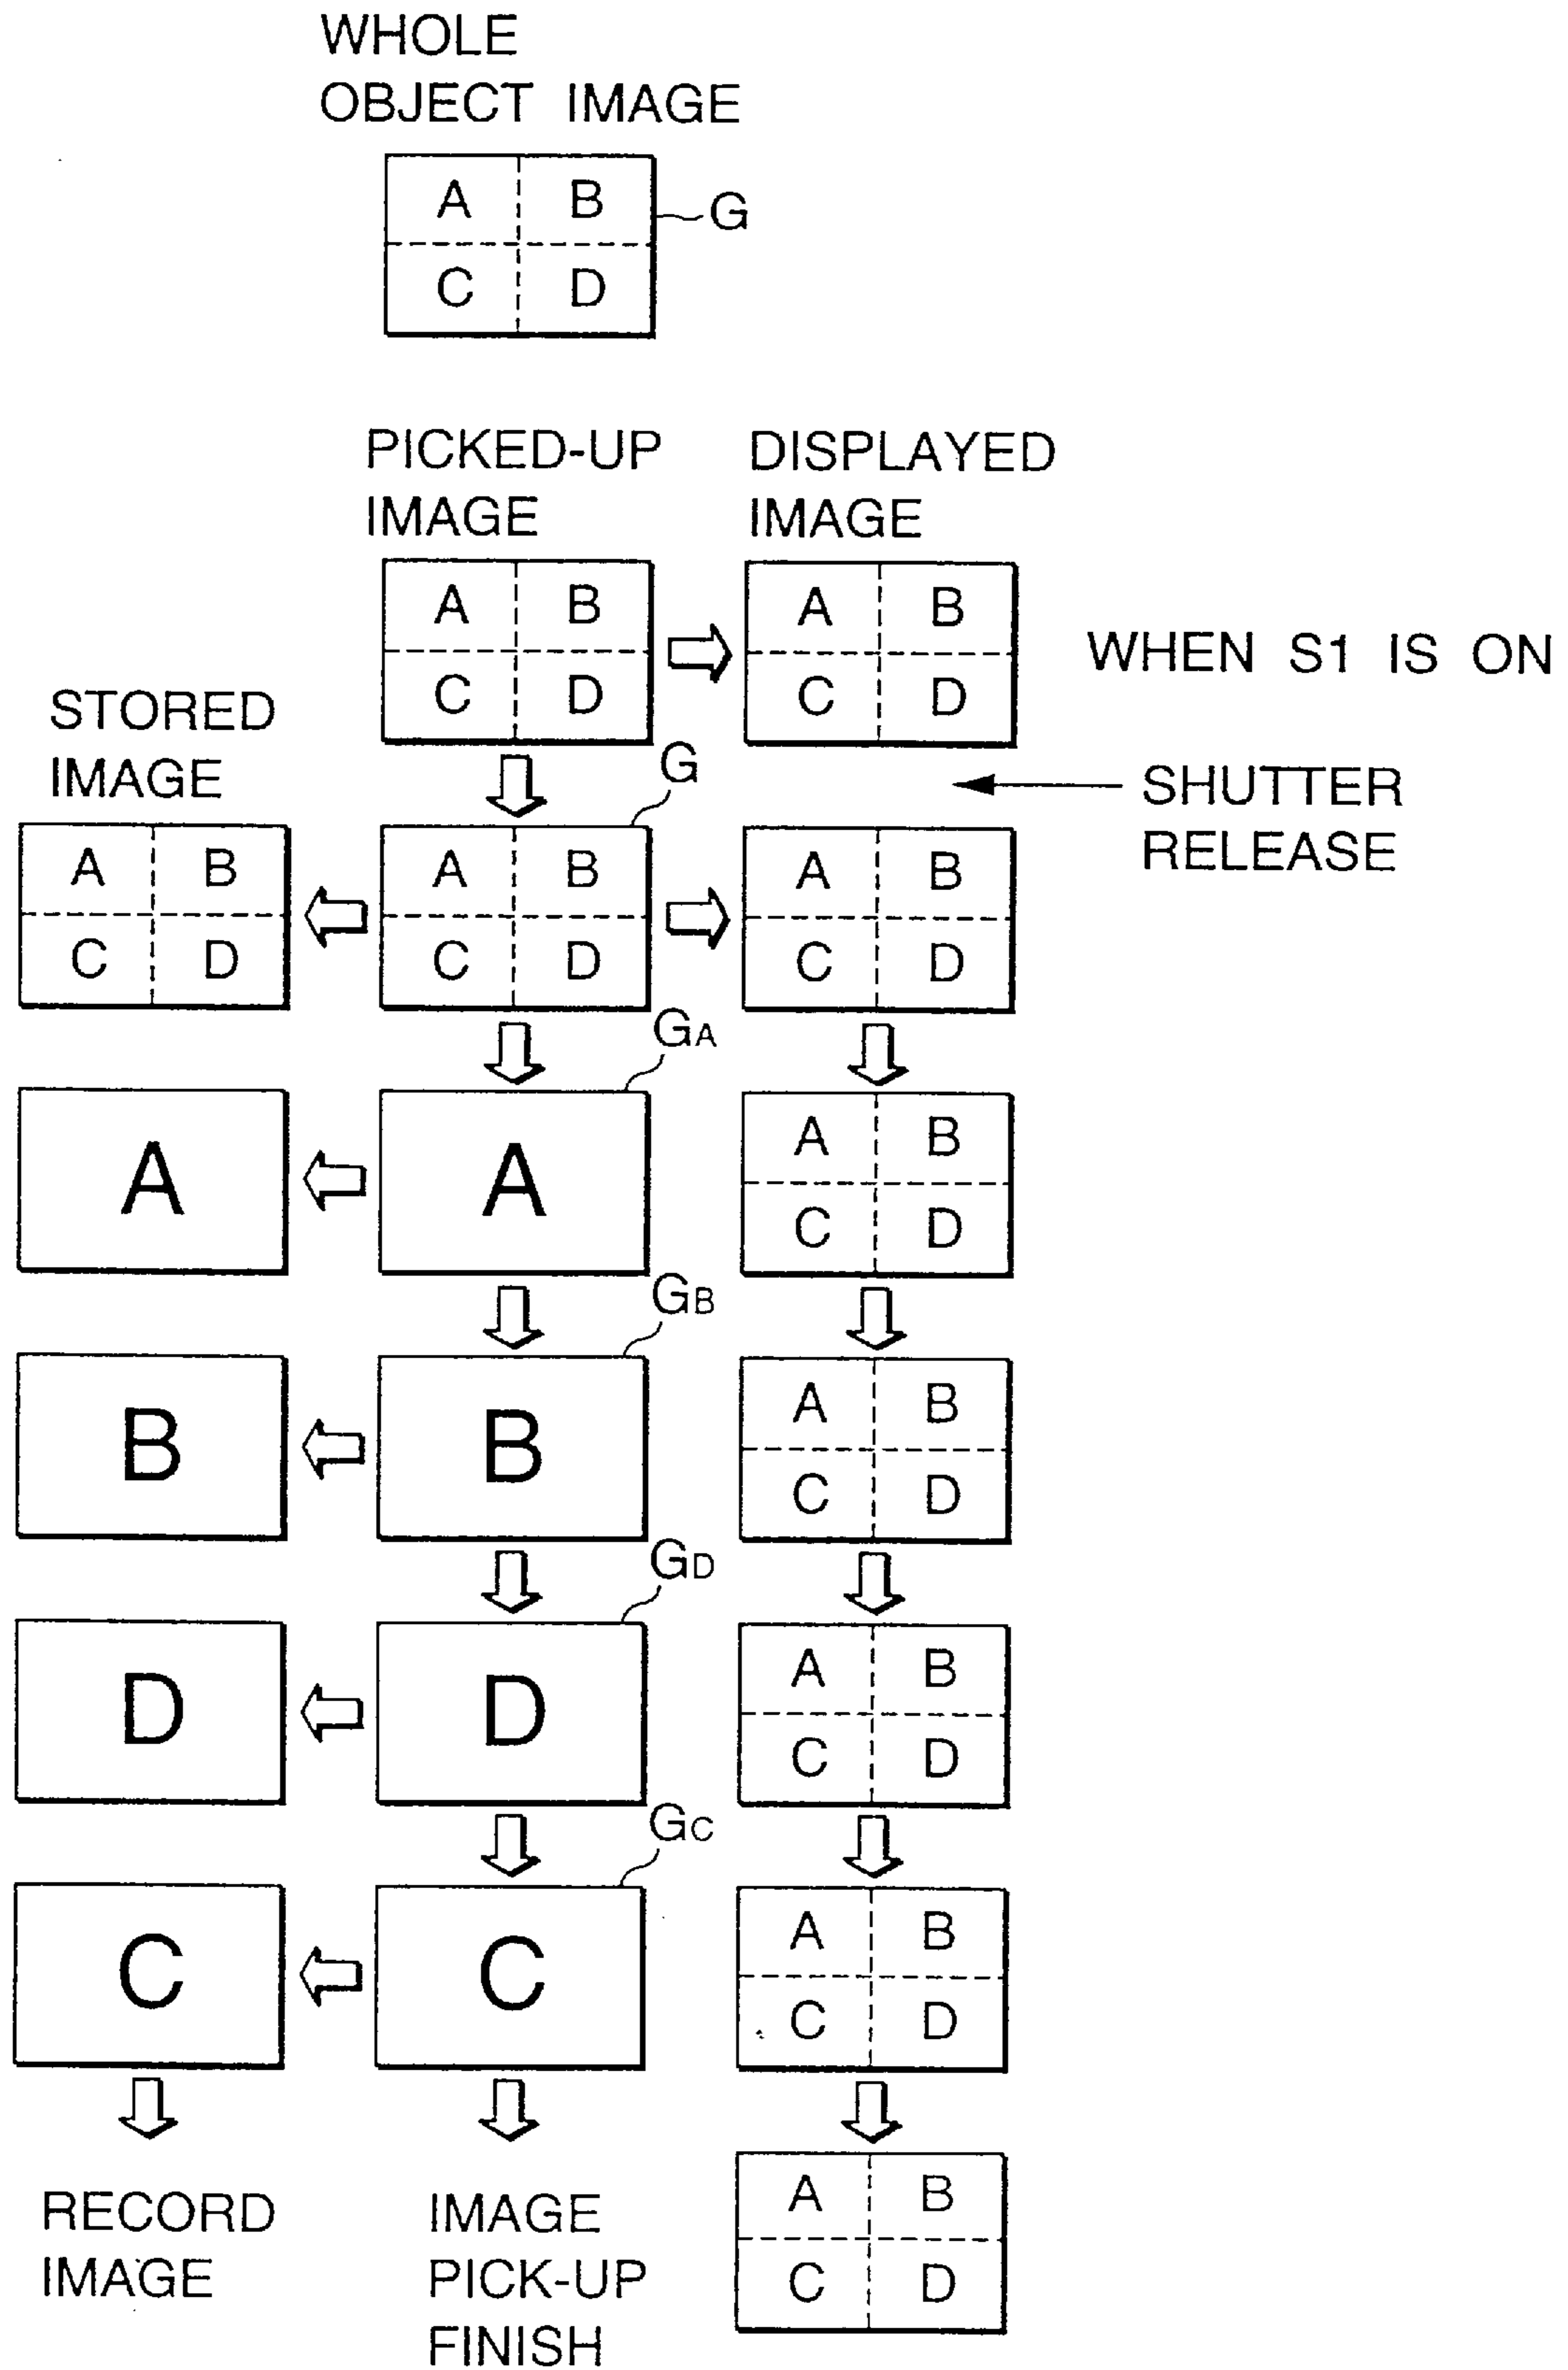 WHOLE
OBJECT IMAGE
A B
G
C D
PICKED-UP
IMAGE
DISPLAYED
IMAGE
A B
C D
A B
C D
WHEN S1 IS ON
SHUTTER
RELEASE
STORED
IMAGE
G
A B
C D
A B
C D
A B
C D
GA
A
A
A B
C D
GB
B
B
A B
C D
GD
D
D
A B
C D
GC
C
C
A B
C D
RECORD
IMAGE
IMAGE
PICK-UP
FINISH
A B
C D